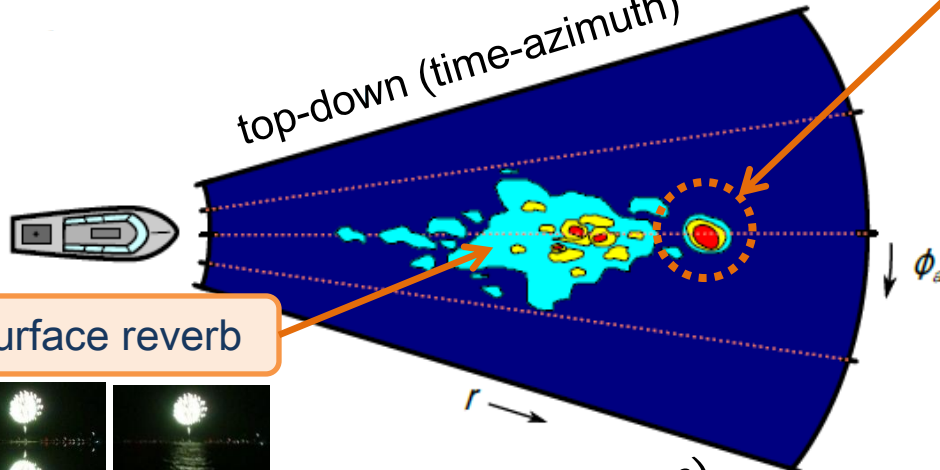 top-down (time-azimuth)
urface reverb
r
ϕ